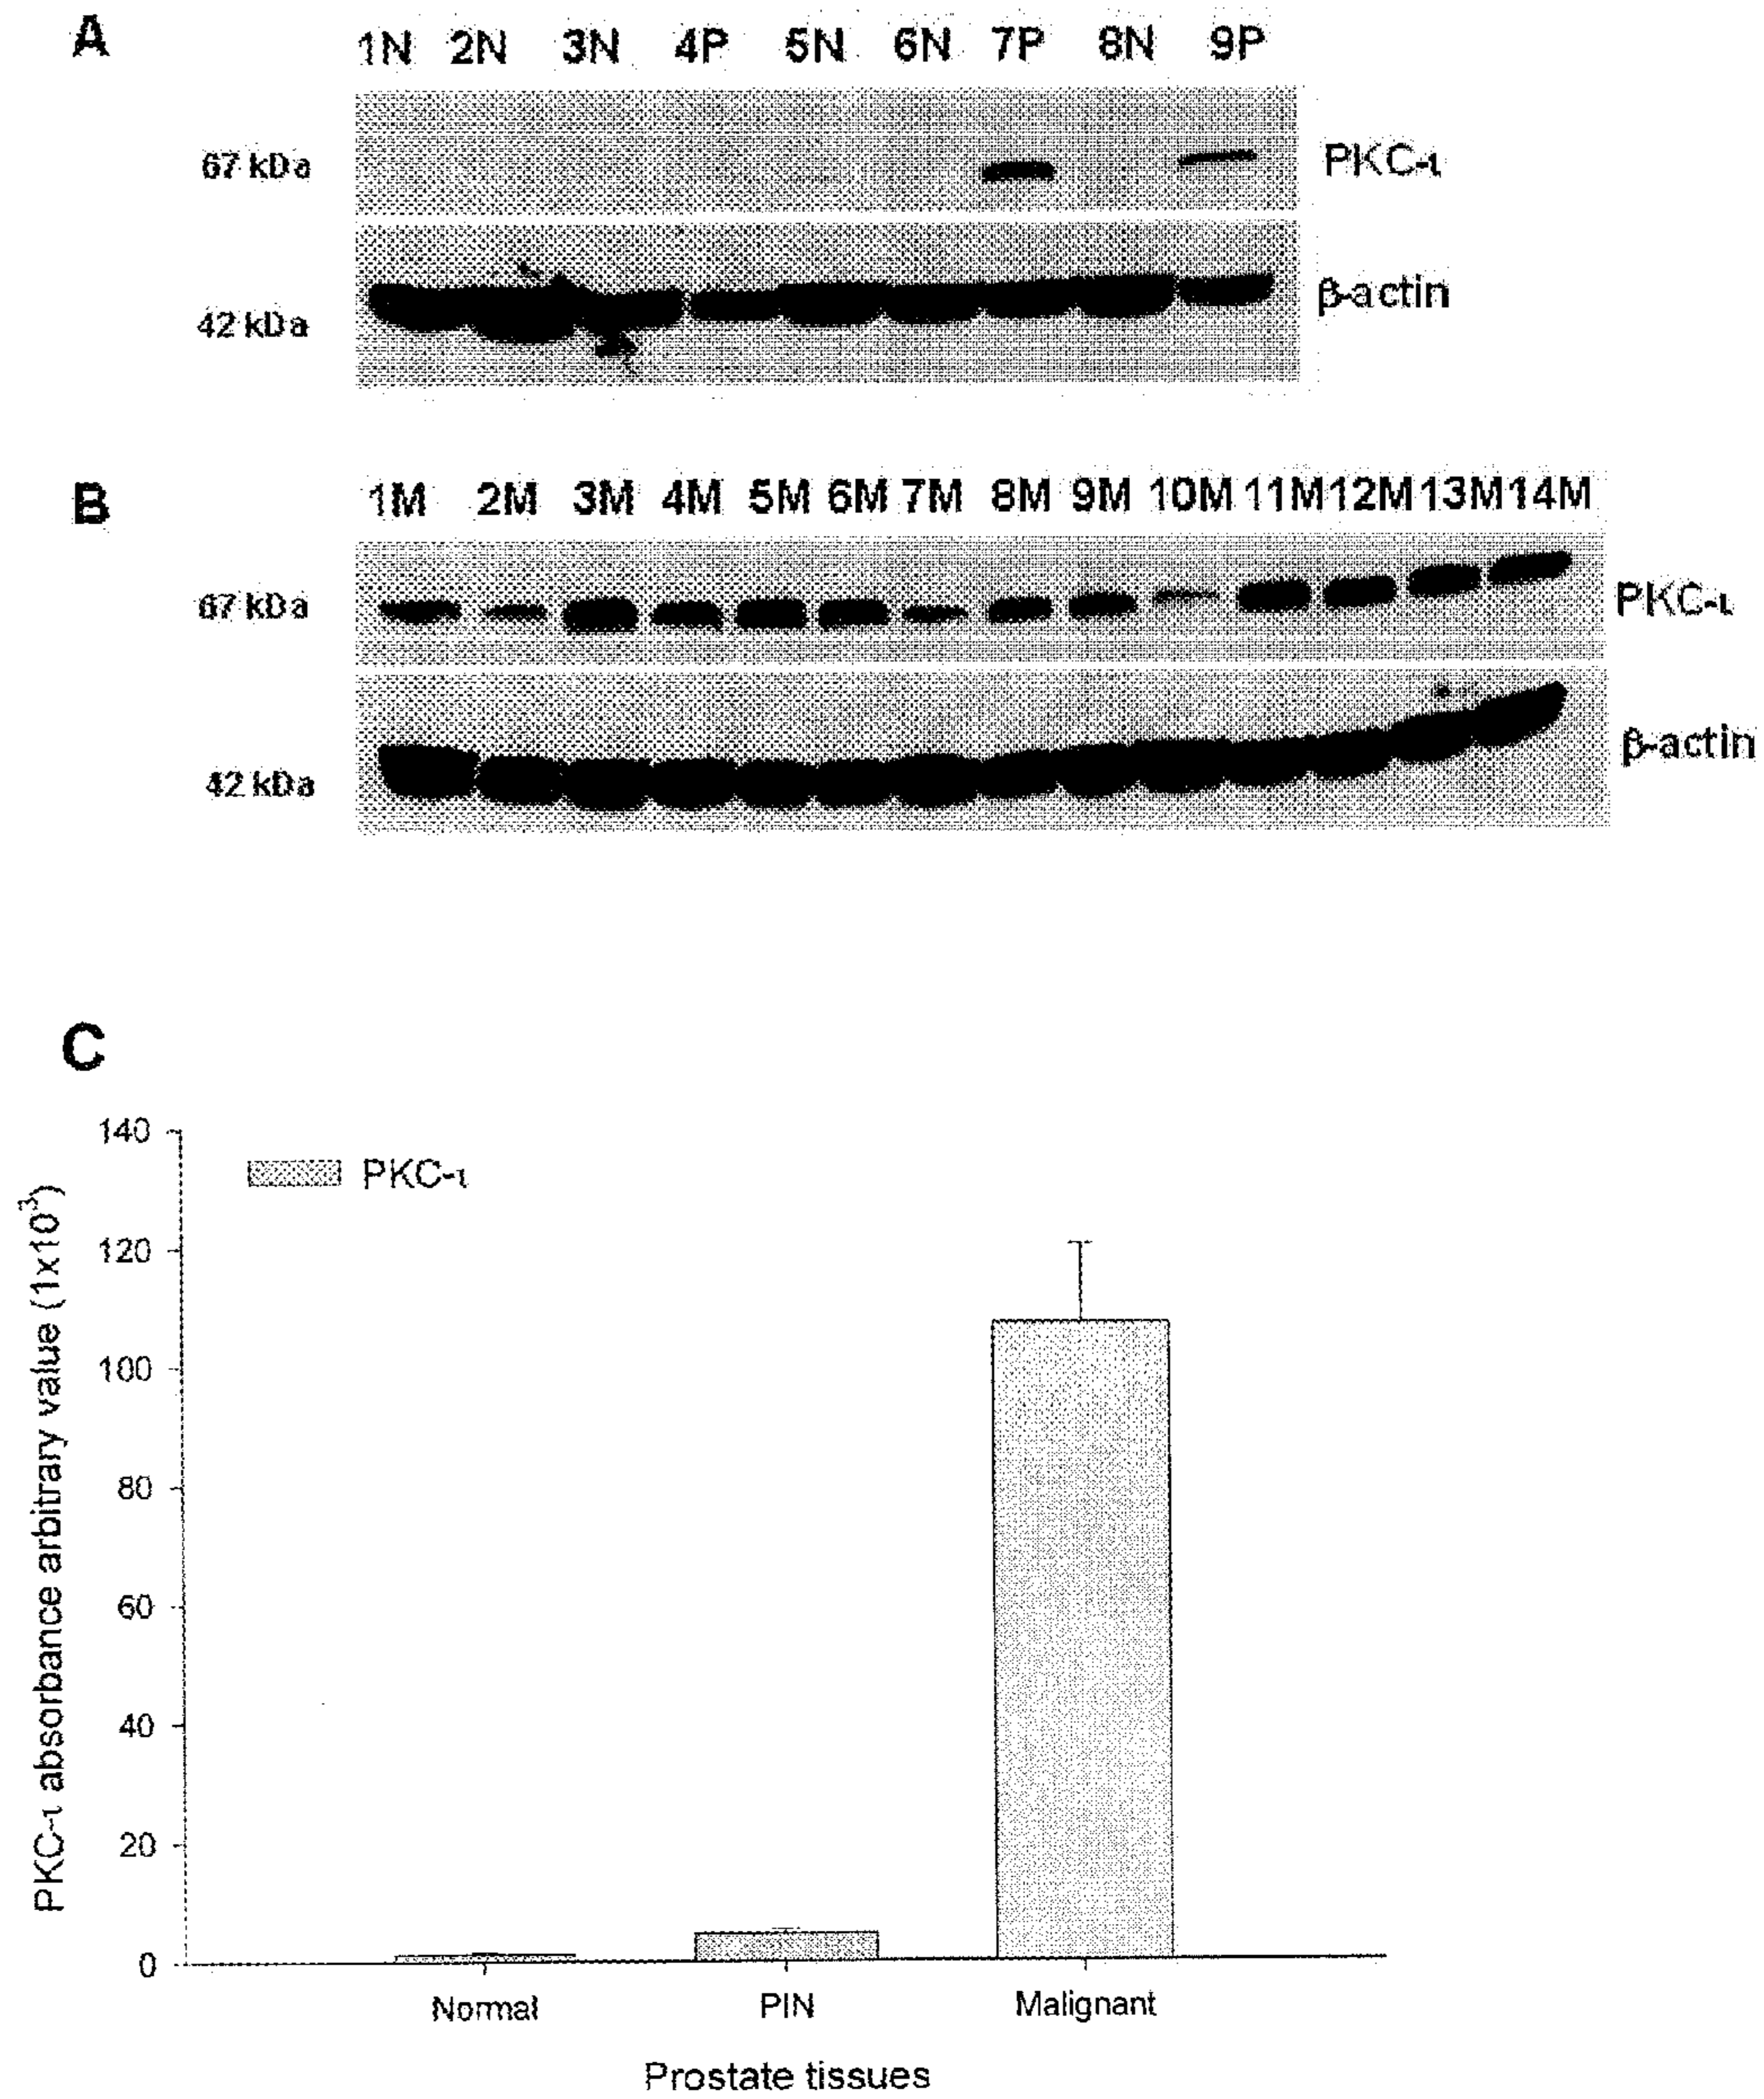 A
1N 2N 3N 4P 5N 6N 7P 8N 9P
67 kDa
PKC-ι
42 kDa
β-actin
B
1M 2M 3M 4M 5M 6M 7M 8M 9M 10M 11M 12M 13M 14M
67 kDa
PKC-ι
42 kDa
β-actin
C
PKC-ι absorbance arbitrary value (1x10³)
140
120
100
80
60
40
20
0
PKC-ι
Normal PIN Malignant
Prostate tissues